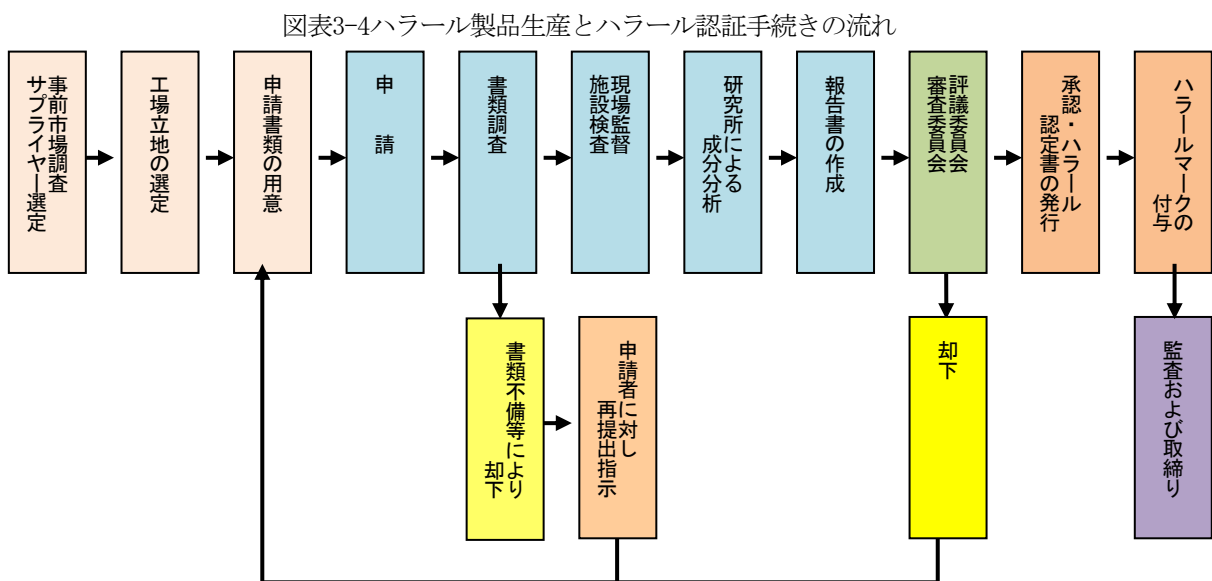 図表3-4ハラール製品生産とハラール認証手続きの流れ
事前市場調査
サプライヤー選定
工場立地の選定
申請書類の用意
申 請
書類調査
現場監督
施設検査
研究所による
成分分析
報告書の作成
評議委員会
審査委員会
承認・ハラール
認定書の発行
ハラールマークの
付与
書類不備等により
却下
申請者に対し
再提出指示
却下
監査および取締り